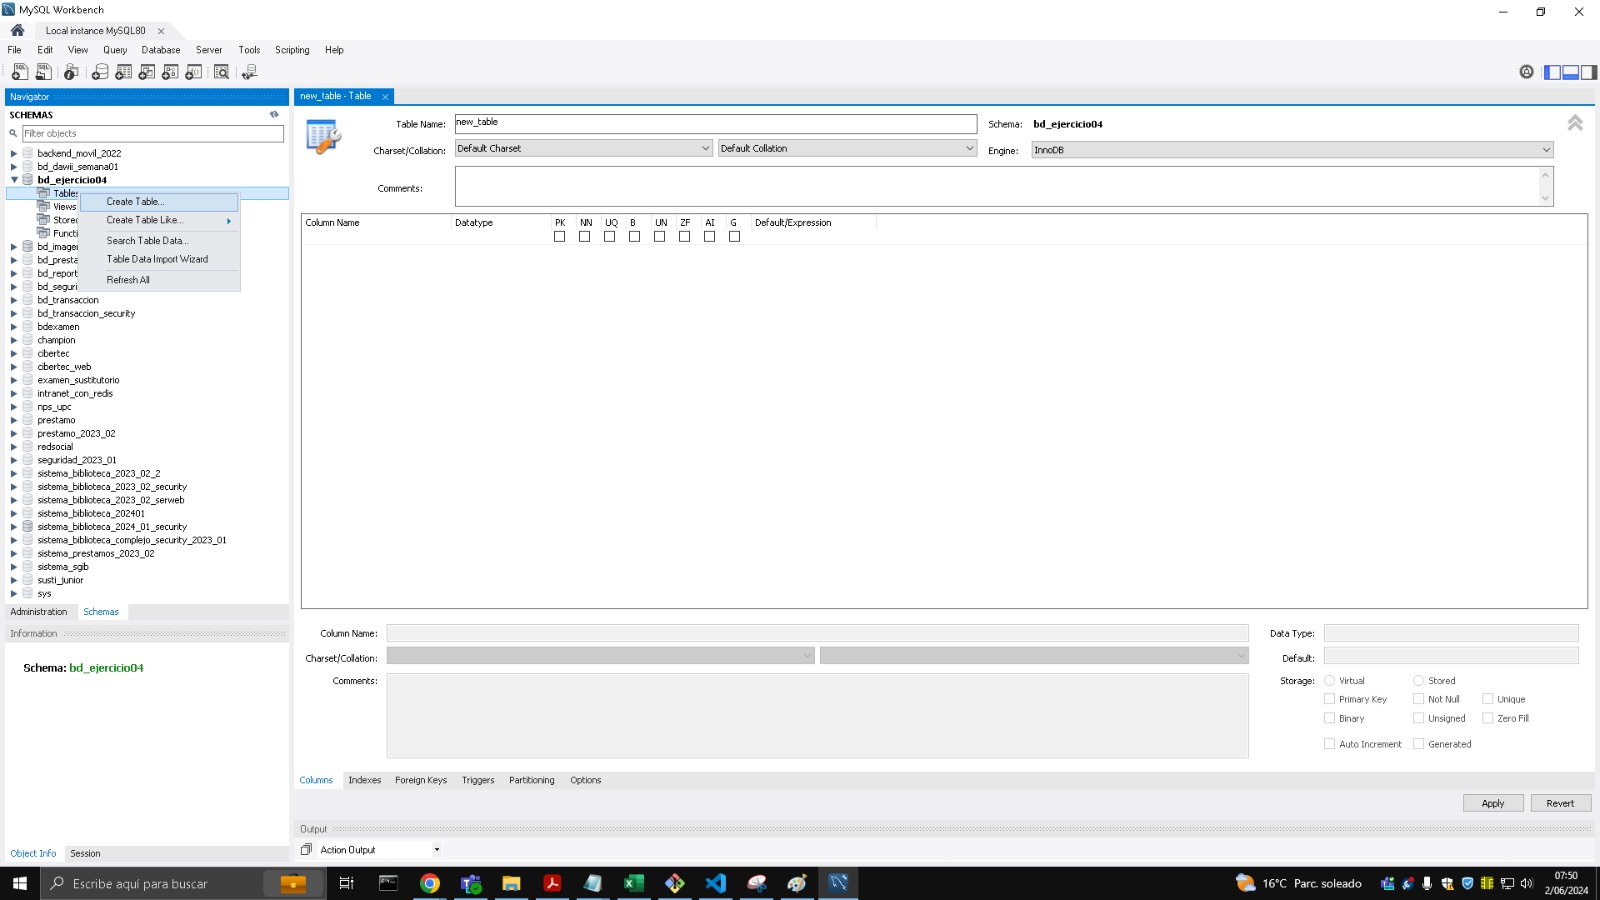 MySQL Workbench
Local instance MySQL80
File Edit View Query Database Server Tools Scripting Help
Navigator
SCHEMAS
Filter objects
backend_movil_2022
bd_dawii_semana01
bd_ejercicio04
Tables
Views
Stored
Functi
bd_imager
bd_presta
bd_report
bd_seguri
bd_transaccion
bd_transaccion_security
bdexamen
champion
cibertec
cibertec_web
examen_sustitutorio
intranet_con_redis
nps_upc
prestamo
prestamo_2023_02
redsocial
seguridad_2023_01
sistema_biblioteca_2023_02_2
sistema_biblioteca_2023_02_security
sistema_biblioteca_2023_02_serweb
sistema_biblioteca_202401
sistema_biblioteca_2024_01_security
sistema_biblioteca_complejo_security_2023_01
sistema_prestamos_2023_02
sistema_sgib
susti_junior
sys
Create Table...
Create Table Like...
Search Table Data...
Table Data Import Wizard
Refresh All
Administration Schemas
Information
Schema: bd_ejercicio04
Object Info Session
new_table - Table
Table Name: new_table Schema: bd_ejercicio04
Charset/Collation: Default Charset Default Collation Engine: InnoDB
Comments:
Column Name Datatype PK NN UQ B UN ZF AI G Default/Expression
Column Name: Data Type:
Charset/Collation: Default:
Comments: Storage: Virtual Stored
Primary Key Not Null Unique
Binary Unsigned Zero Fill
Auto Increment Generated
Columns Indexes Foreign Keys Triggers Partitioning Options
Apply Revert
Output
Action Output
Escribe aquí para buscar
16°C Parc. soleado
07:50
2/06/2024